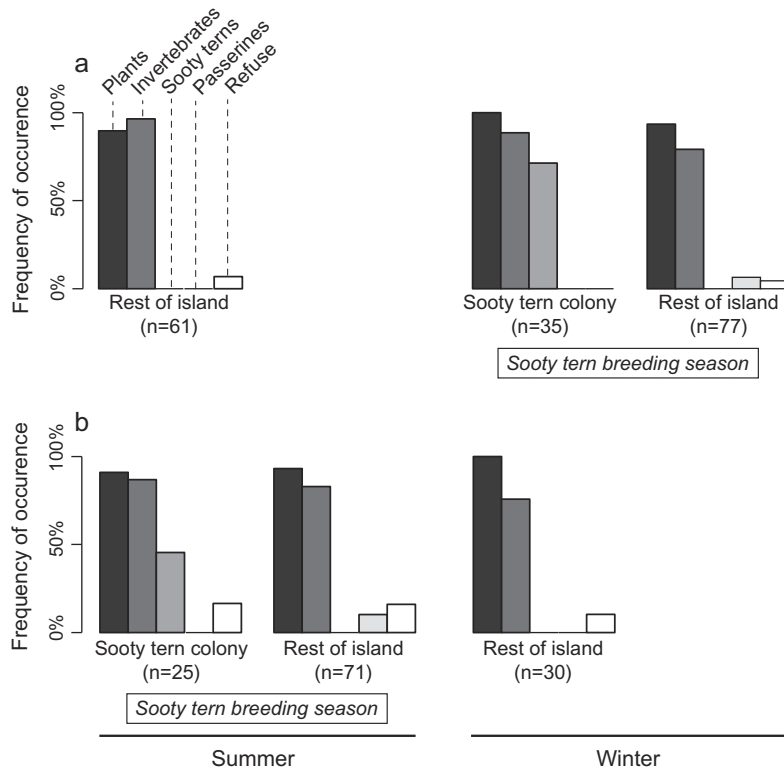 a
Plants
Invertebrates
Sooty terns
Passerines
Refuse
Frequency of occurence
100%
50%
0%
Rest of island
(n=61)
Sooty tern colony
(n=35)
Rest of island
(n=77)
Sooty tern breeding season
b
Frequency of occurence
100%
50%
0%
Sooty tern colony
(n=25)
Rest of island
(n=71)
Rest of island
(n=30)
Sooty tern breeding season
Summer
Winter